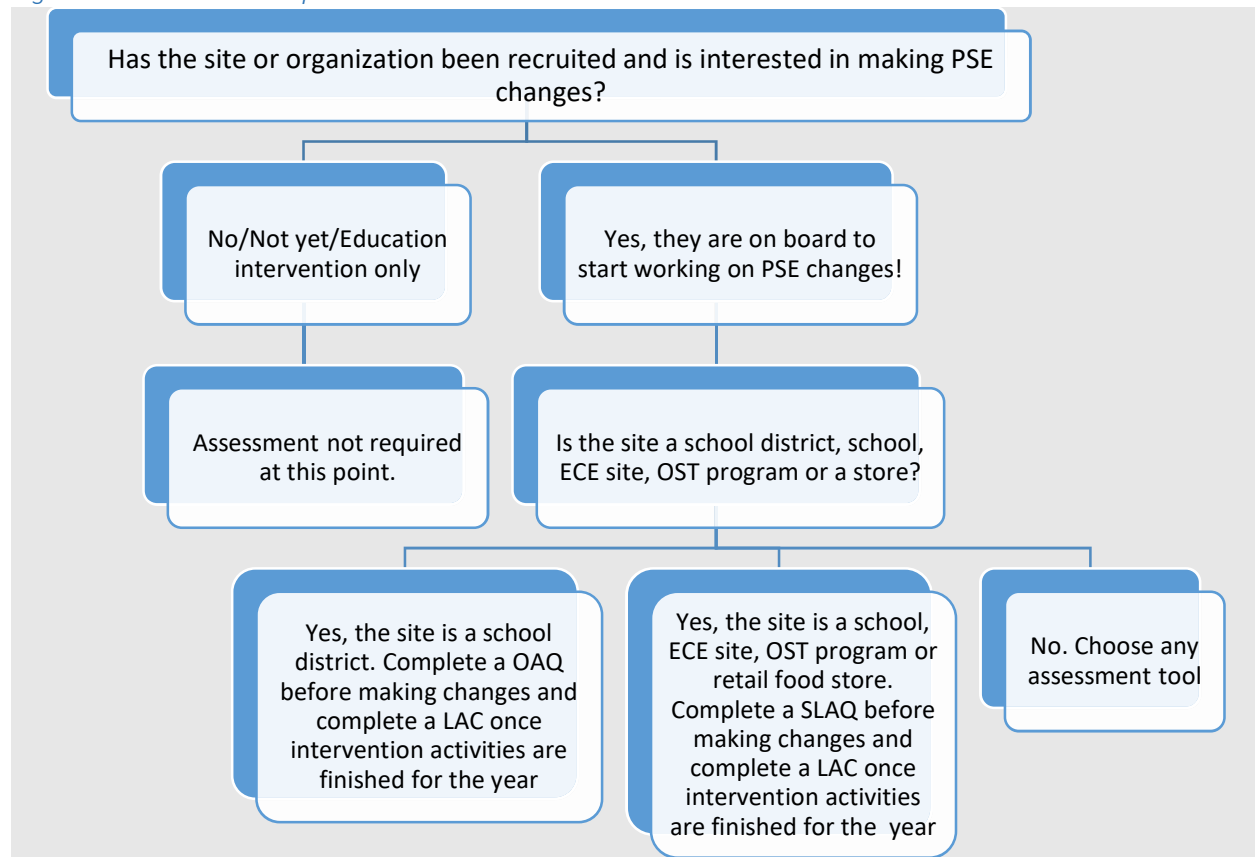 Has the site or organization been recruited and is interested in making PSE
changes?
No/Not yet/Education
intervention only
Yes, they are on board to
start working on PSE changes!
Assessment not required
at this point.
Is the site a school district, school,
ECE site, OST program or a store?
Yes, the site is a school
district. Complete a OAQ
before making changes and
complete a LAC once
intervention activities are
finished for the year
Yes, the site is a school,
ECE site, OST program or
retail food store.
Complete a SLAQ before
making changes and
complete a LAC once
intervention activities
are finished for the year
No. Choose any
assessment tool